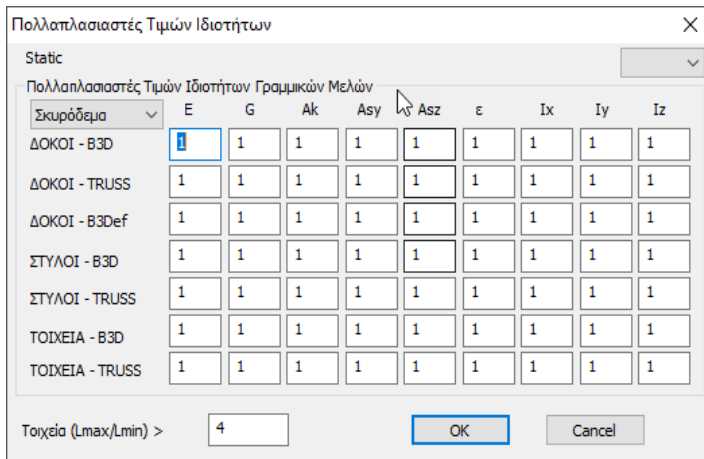 Πολλαπλασιαστές Τιμών Ιδιοτήτων
Static
Πολλαπλασιαστές Τιμών Ιδιοτήτων Γραμμικών Μελών
Σκυρόδεμα E G Ak Asy Asz ε Ix Iy Iz
ΔΟΚΟΙ - B3D 1 1 1 1 1 1 1 1 1
ΔΟΚΟΙ - TRUSS 1 1 1 1 1 1 1 1 1
ΔΟΚΟΙ - B3Def 1 1 1 1 1 1 1 1 1
ΣΤΥΛΟΙ - B3D 1 1 1 1 1 1 1 1 1
ΣΤΥΛΟΙ - TRUSS 1 1 1 1 1 1 1 1 1
ΤΟΙΧΕΙΑ - B3D 1 1 1 1 1 1 1 1 1
ΤΟΙΧΕΙΑ - TRUSS 1 1 1 1 1 1 1 1 1
Τοιχεία (Lmax/Lmin) > 4 OK Cancel